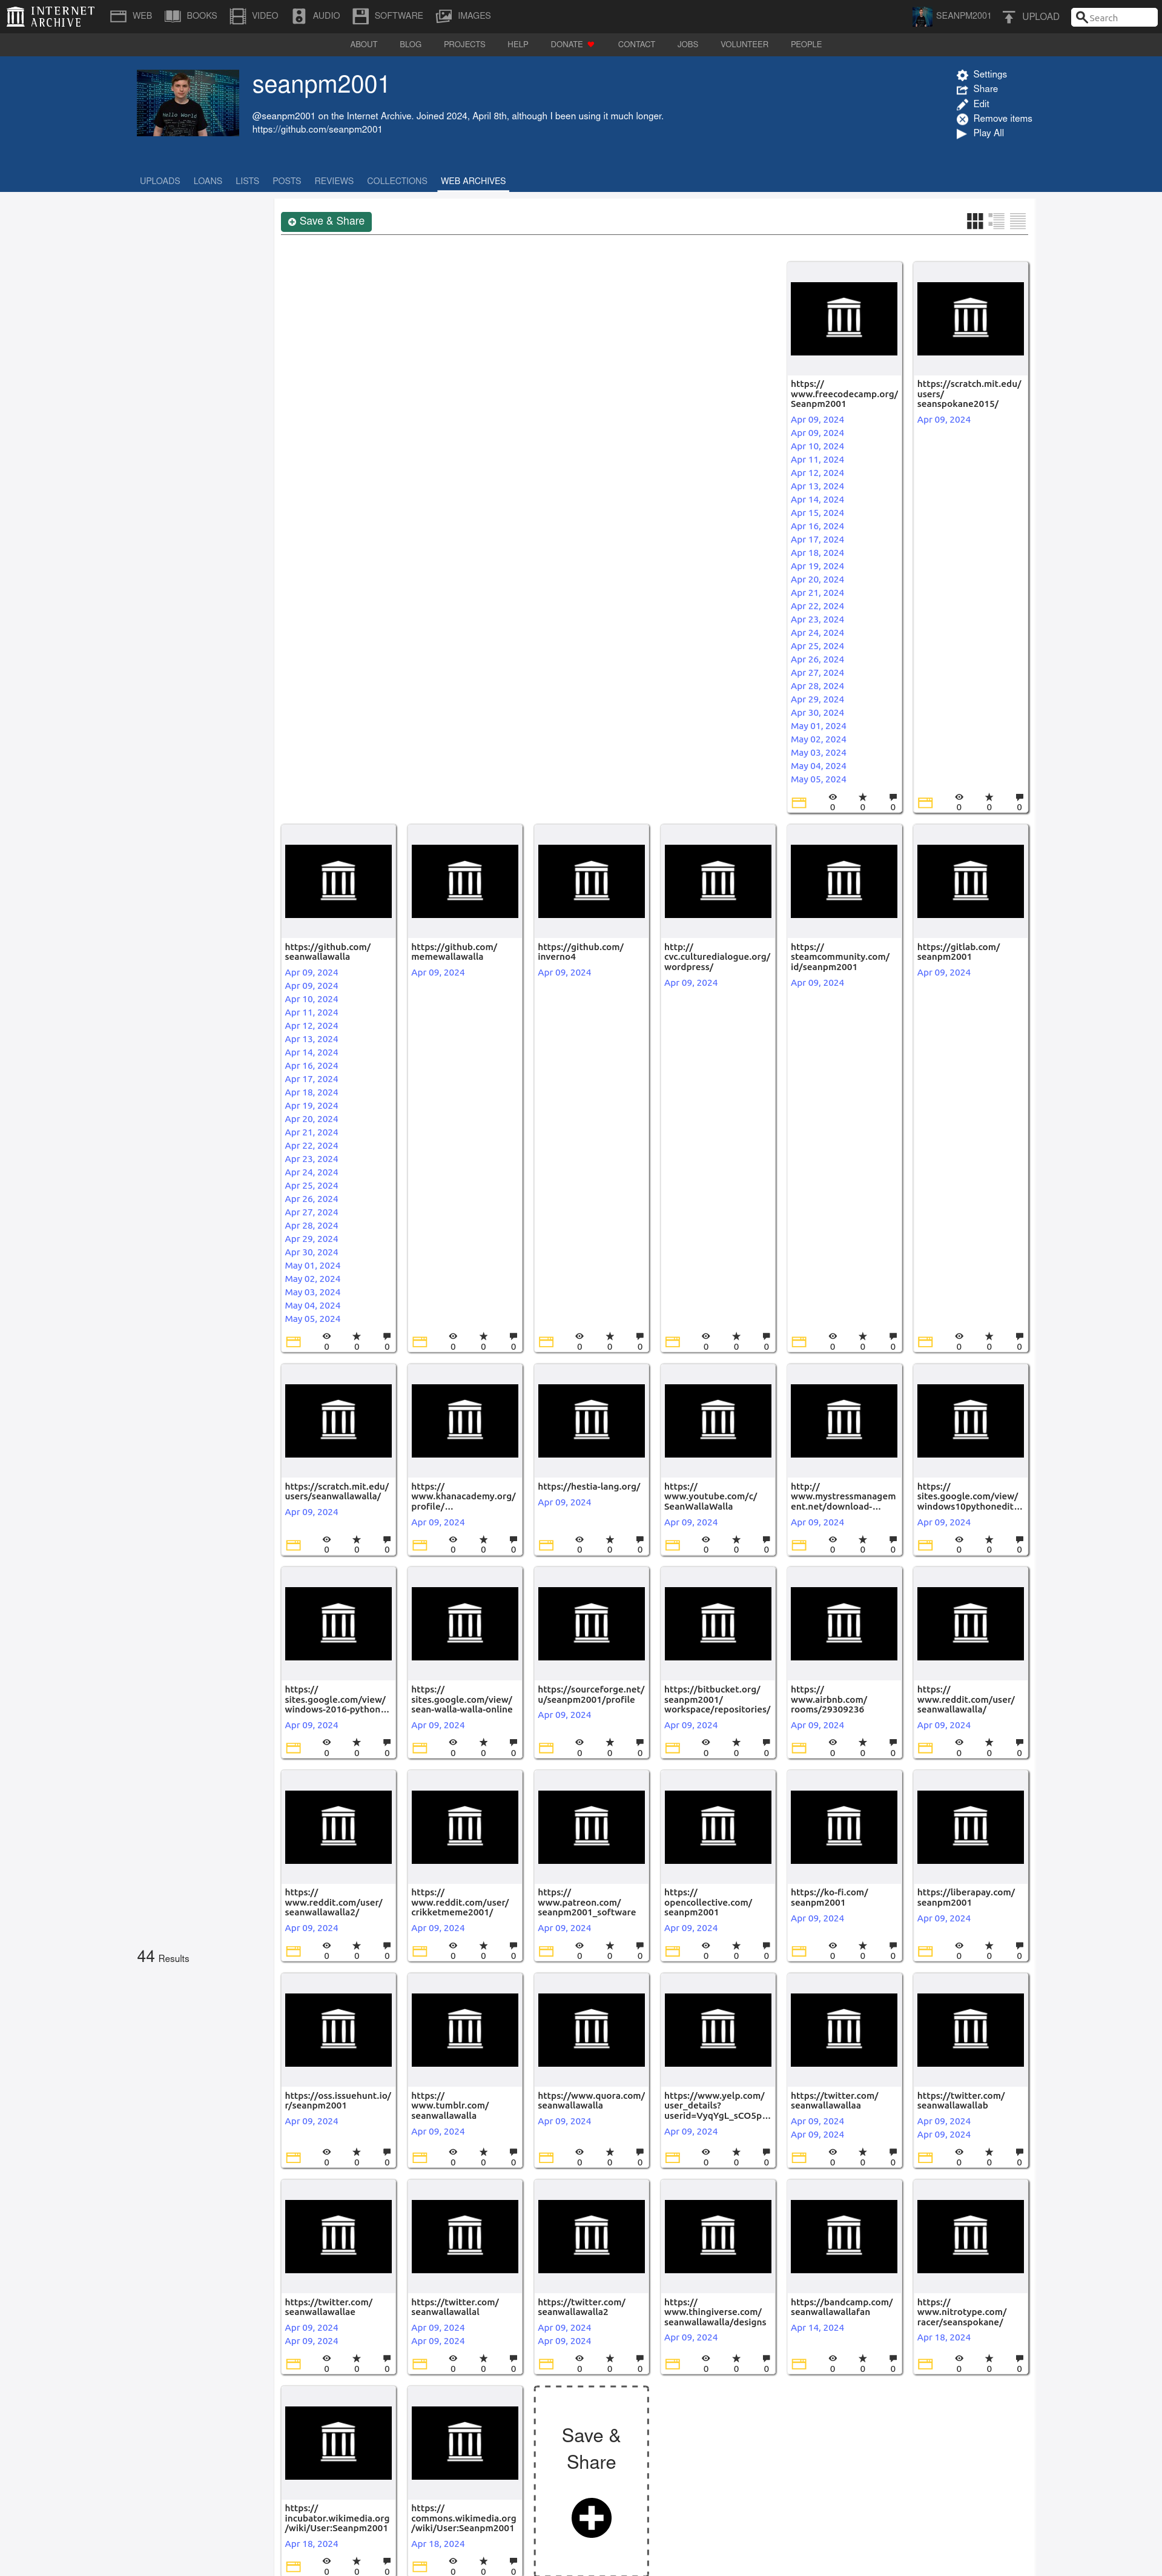 INTERNET ARCHIVE
WEB
BOOKS
VIDEO
AUDIO
SOFTWARE
IMAGES
SEANPM2001
UPLOAD
Search
ABOUT
BLOG
PROJECTS
HELP
DONATE
CONTACT
JOBS
VOLUNTEER
PEOPLE
Hello World
seanpm2001
@seanpm2001 on the Internet Archive. Joined 2024, April 8th, although I been using it much longer.
https://github.com/seanpm2001
Settings
Share
Edit
Remove items
Play All
UPLOADS
LOANS
LISTS
POSTS
REVIEWS
COLLECTIONS
WEB ARCHIVES
Save & Share
44 Results
https://
www.freecodecamp.org/
Seanpm2001
Apr 09, 2024
Apr 09, 2024
Apr 10, 2024
Apr 11, 2024
Apr 12, 2024
Apr 13, 2024
Apr 14, 2024
Apr 15, 2024
Apr 16, 2024
Apr 17, 2024
Apr 18, 2024
Apr 19, 2024
Apr 20, 2024
Apr 21, 2024
Apr 22, 2024
Apr 23, 2024
Apr 24, 2024
Apr 25, 2024
Apr 26, 2024
Apr 27, 2024
Apr 28, 2024
Apr 29, 2024
Apr 30, 2024
May 01, 2024
May 02, 2024
May 03, 2024
May 04, 2024
May 05, 2024
0 0 0
https://scratch.mit.edu/
users/
seanspokane2015/
Apr 09, 2024
0 0 0
https://github.com/
seanwallawalla
Apr 09, 2024
Apr 09, 2024
Apr 10, 2024
Apr 11, 2024
Apr 12, 2024
Apr 13, 2024
Apr 14, 2024
Apr 16, 2024
Apr 17, 2024
Apr 18, 2024
Apr 19, 2024
Apr 20, 2024
Apr 21, 2024
Apr 22, 2024
Apr 23, 2024
Apr 24, 2024
Apr 25, 2024
Apr 26, 2024
Apr 27, 2024
Apr 28, 2024
Apr 29, 2024
Apr 30, 2024
May 01, 2024
May 02, 2024
May 03, 2024
May 04, 2024
May 05, 2024
0 0 0
https://github.com/
memewallawalla
Apr 09, 2024
0 0 0
https://github.com/
inverno4
Apr 09, 2024
0 0 0
http://
cvc.culturedialogue.org/
wordpress/
Apr 09, 2024
0 0 0
https://
steamcommunity.com/
id/seanpm2001
Apr 09, 2024
0 0 0
https://gitlab.com/
seanpm2001
Apr 09, 2024
0 0 0
https://scratch.mit.edu/
users/seanwallawalla/
Apr 09, 2024
0 0 0
https://
www.khanacademy.org/
profile/...
Apr 09, 2024
0 0 0
https://hestia-lang.org/
Apr 09, 2024
0 0 0
https://
www.youtube.com/c/
SeanWallaWalla
Apr 09, 2024
0 0 0
http://
www.mystressmanagem
ent.net/download-...
Apr 09, 2024
0 0 0
https://
sites.google.com/view/
windows10pythonedit...
Apr 09, 2024
0 0 0
https://
sites.google.com/view/
windows-2016-python...
Apr 09, 2024
0 0 0
https://
sites.google.com/view/
sean-walla-walla-online
Apr 09, 2024
0 0 0
https://sourceforge.net/
u/seanpm2001/profile
Apr 09, 2024
0 0 0
https://bitbucket.org/
seanpm2001/
workspace/repositories/
Apr 09, 2024
0 0 0
https://
www.airbnb.com/
rooms/29309236
Apr 09, 2024
0 0 0
https://
www.reddit.com/user/
seanwallawalla/
Apr 09, 2024
0 0 0
https://
www.reddit.com/user/
seanwallawalla2/
Apr 09, 2024
0 0 0
https://
www.reddit.com/user/
crikketmeme2001/
Apr 09, 2024
0 0 0
https://
www.patreon.com/
seanpm2001_software
Apr 09, 2024
0 0 0
https://
opencollective.com/
seanpm2001
Apr 09, 2024
0 0 0
https://ko-fi.com/
seanpm2001
Apr 09, 2024
0 0 0
https://liberapay.com/
seanpm2001
Apr 09, 2024
0 0 0
https://oss.issuehunt.io/
r/seanpm2001
Apr 09, 2024
0 0 0
https://
www.tumblr.com/
seanwallawalla
Apr 09, 2024
0 0 0
https://www.quora.com/
seanwallawalla
Apr 09, 2024
0 0 0
https://www.yelp.com/
user_details?
userid=VyqYgL_sCO5p...
Apr 09, 2024
0 0 0
https://twitter.com/
seanwallawallaa
Apr 09, 2024
Apr 09, 2024
0 0 0
https://twitter.com/
seanwallawallab
Apr 09, 2024
Apr 09, 2024
0 0 0
https://twitter.com/
seanwallawallae
Apr 09, 2024
Apr 09, 2024
0 0 0
https://twitter.com/
seanwallawallal
Apr 09, 2024
Apr 09, 2024
0 0 0
https://twitter.com/
seanwallawalla2
Apr 09, 2024
Apr 09, 2024
0 0 0
https://
www.thingiverse.com/
seanwallawalla/designs
Apr 09, 2024
0 0 0
https://bandcamp.com/
seanwallawallafan
Apr 14, 2024
0 0 0
https://
www.nitrotype.com/
racer/seanspokane/
Apr 18, 2024
0 0 0
https://
incubator.wikimedia.org
/wiki/User:Seanpm2001
Apr 18, 2024
0 0 0
https://
commons.wikimedia.org
/wiki/User:Seanpm2001
Apr 18, 2024
0 0 0
Save &
Share